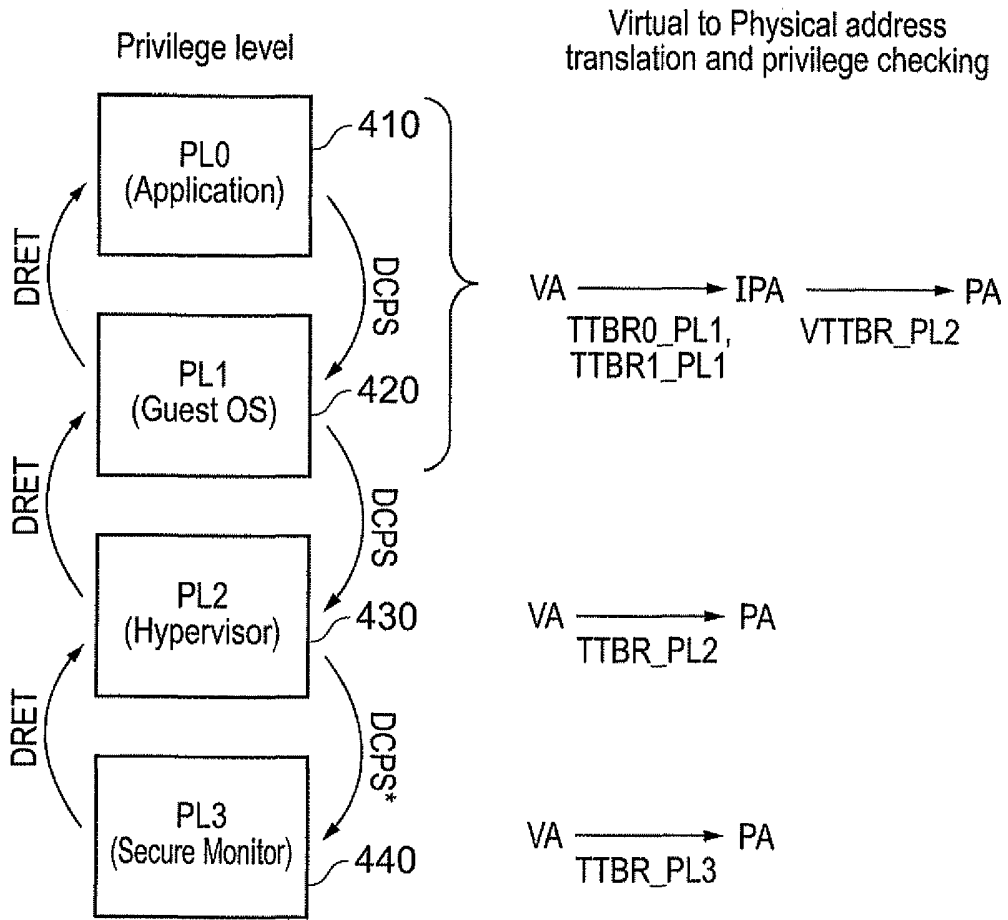 Privilege level
Virtual to Physical address
translation and privilege checking
PL0
(Application)
410
DRET
DCPS
VA
IPA
PA
TTBR0_PL1,
TTBR1_PL1
VTTBR_PL2
PL1
(Guest OS)
420
DRET
DCPS
PL2
(Hypervisor)
430
VA
PA
TTBR_PL2
DRET
DCPS*
PL3
(Secure Monitor)
440
VA
PA
TTBR_PL3